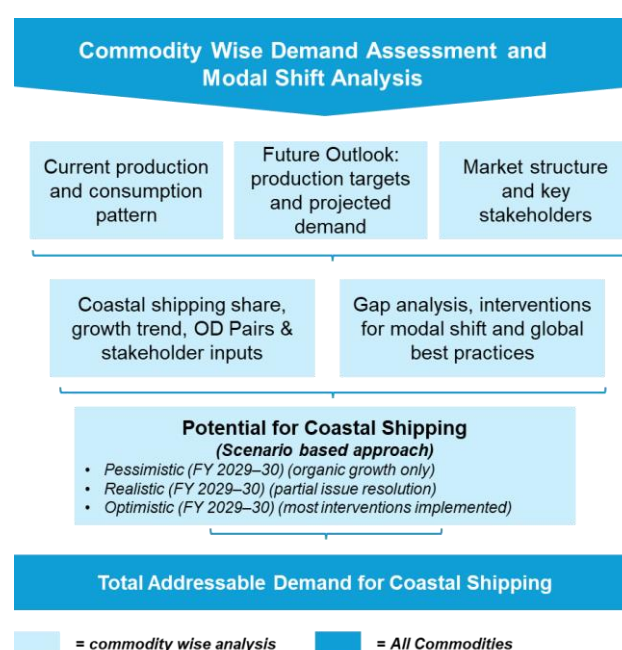 Commodity Wise Demand Assessment and
Modal Shift Analysis
Current production
and consumption
pattern
Future Outlook:
production targets
and projected
demand
Market structure
and key
stakeholders
Coastal shipping share,
growth trend, OD Pairs &
stakeholder inputs
Gap analysis, interventions
for modal shift and global
best practices
Potential for Coastal Shipping
(Scenario based approach)
• Pessimistic (FY 2029–30) (organic growth only)
• Realistic (FY 2029–30) (partial issue resolution)
• Optimistic (FY 2029–30) (most interventions implemented)
Total Addressable Demand for Coastal Shipping
= commodity wise analysis
= All Commodities